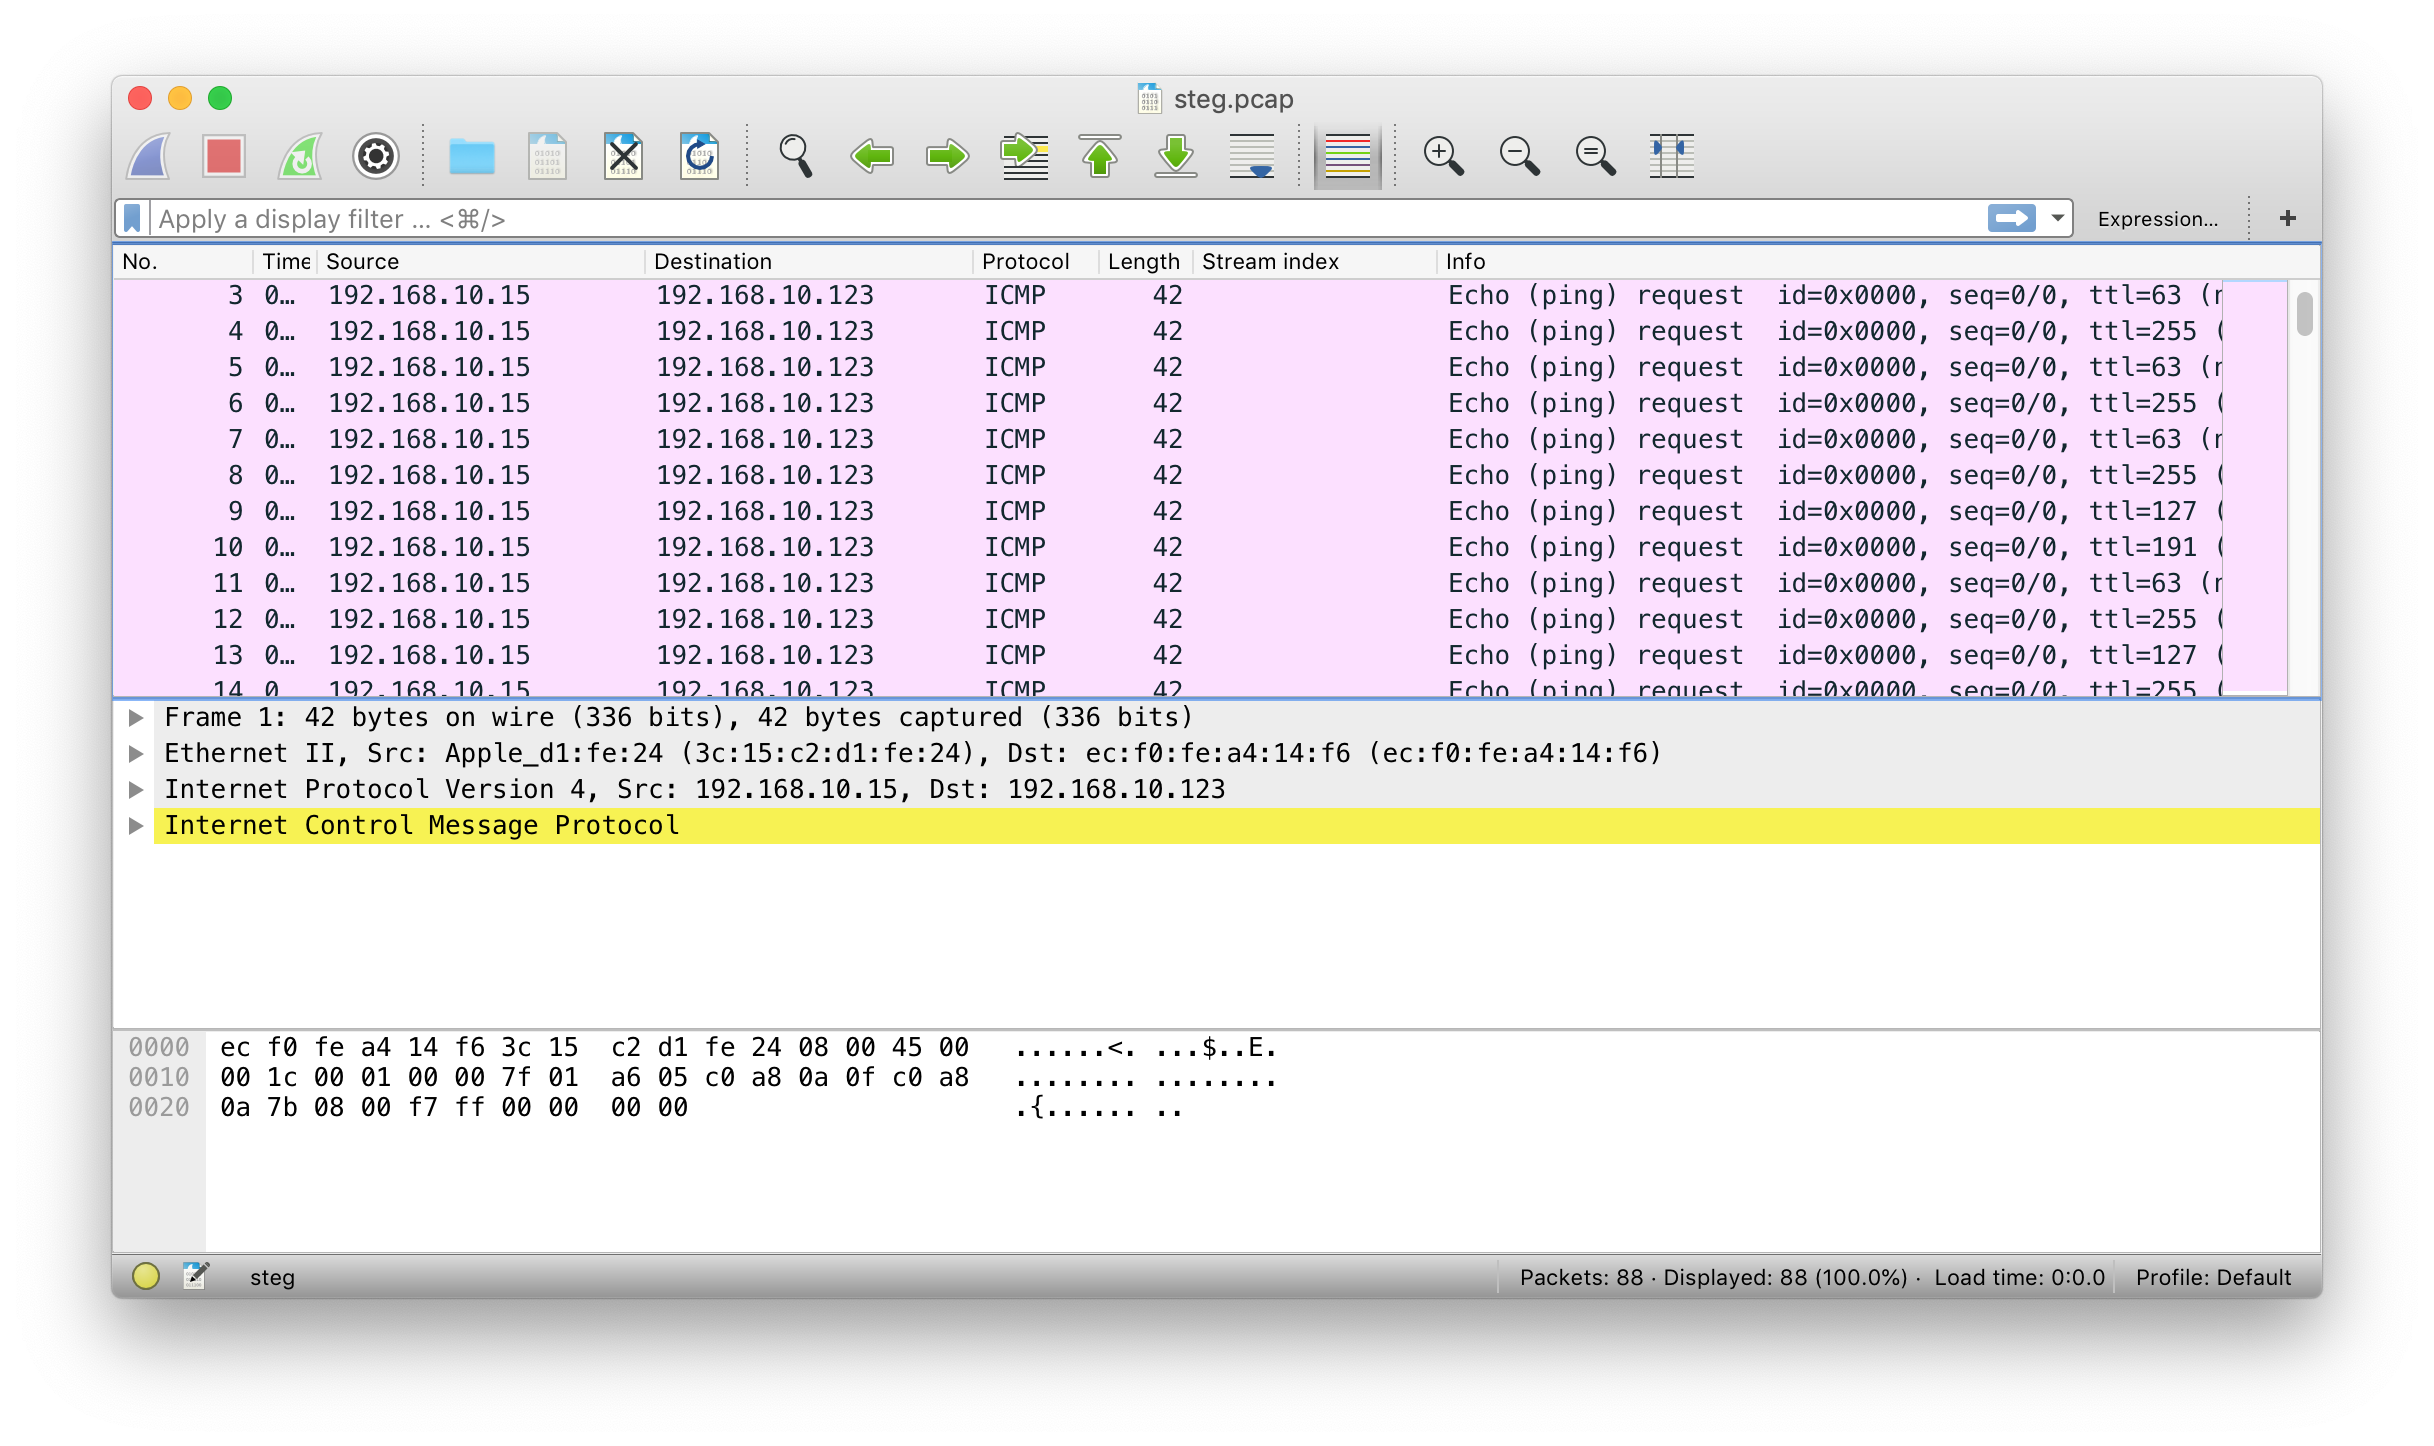 steg.pcap
Apply a display filter ... <⌘/>
Expression...
+
No. Time Source Destination Protocol Length Stream index Info
3 0... 192.168.10.15 192.168.10.123 ICMP 42 Echo (ping) request id=0x0000, seq=0/0, ttl=63 (r
4 0... 192.168.10.15 192.168.10.123 ICMP 42 Echo (ping) request id=0x0000, seq=0/0, ttl=255 (
5 0... 192.168.10.15 192.168.10.123 ICMP 42 Echo (ping) request id=0x0000, seq=0/0, ttl=63 (r
6 0... 192.168.10.15 192.168.10.123 ICMP 42 Echo (ping) request id=0x0000, seq=0/0, ttl=255 (
7 0... 192.168.10.15 192.168.10.123 ICMP 42 Echo (ping) request id=0x0000, seq=0/0, ttl=63 (r
8 0... 192.168.10.15 192.168.10.123 ICMP 42 Echo (ping) request id=0x0000, seq=0/0, ttl=255 (
9 0... 192.168.10.15 192.168.10.123 ICMP 42 Echo (ping) request id=0x0000, seq=0/0, ttl=127 (
10 0... 192.168.10.15 192.168.10.123 ICMP 42 Echo (ping) request id=0x0000, seq=0/0, ttl=191 (
11 0... 192.168.10.15 192.168.10.123 ICMP 42 Echo (ping) request id=0x0000, seq=0/0, ttl=63 (r
12 0... 192.168.10.15 192.168.10.123 ICMP 42 Echo (ping) request id=0x0000, seq=0/0, ttl=255 (
13 0... 192.168.10.15 192.168.10.123 ICMP 42 Echo (ping) request id=0x0000, seq=0/0, ttl=127 (
14 0 192.168.10.15 192.168.10.123 ICMP 42 Echo (ping) request id=0x0000, seq=0/0, ttl=255 (
Frame 1: 42 bytes on wire (336 bits), 42 bytes captured (336 bits)
Ethernet II, Src: Apple_d1:fe:24 (3c:15:c2:d1:fe:24), Dst: ec:f0:fe:a4:14:f6 (ec:f0:fe:a4:14:f6)
Internet Protocol Version 4, Src: 192.168.10.15, Dst: 192.168.10.123
Internet Control Message Protocol
0000 ec f0 fe a4 14 f6 3c 15 c2 d1 fe 24 08 00 45 00 ......<. ...$..E.
0010 00 1c 00 01 00 00 7f 01 a6 05 c0 a8 0a 0f c0 a8 ........ ........
0020 0a 7b 08 00 f7 ff 00 00 00 00 .{...... ..
steg
Packets: 88 · Displayed: 88 (100.0%) · Load time: 0:0.0
Profile: Default